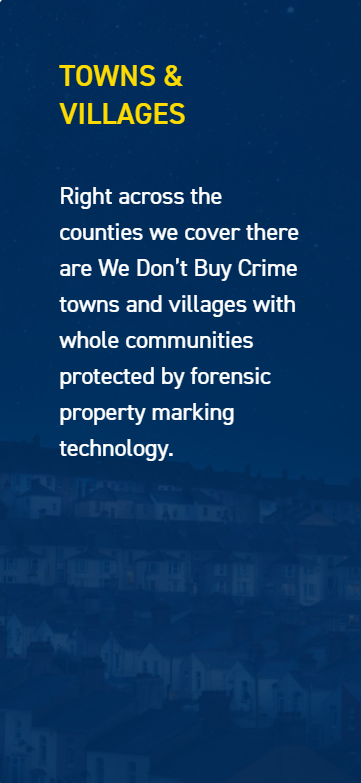 TOWNS &
VILLAGES
Right across the
counties we cover there
are We Don't Buy Crime
towns and villages with
whole communities
protected by forensic
property marking
technology.